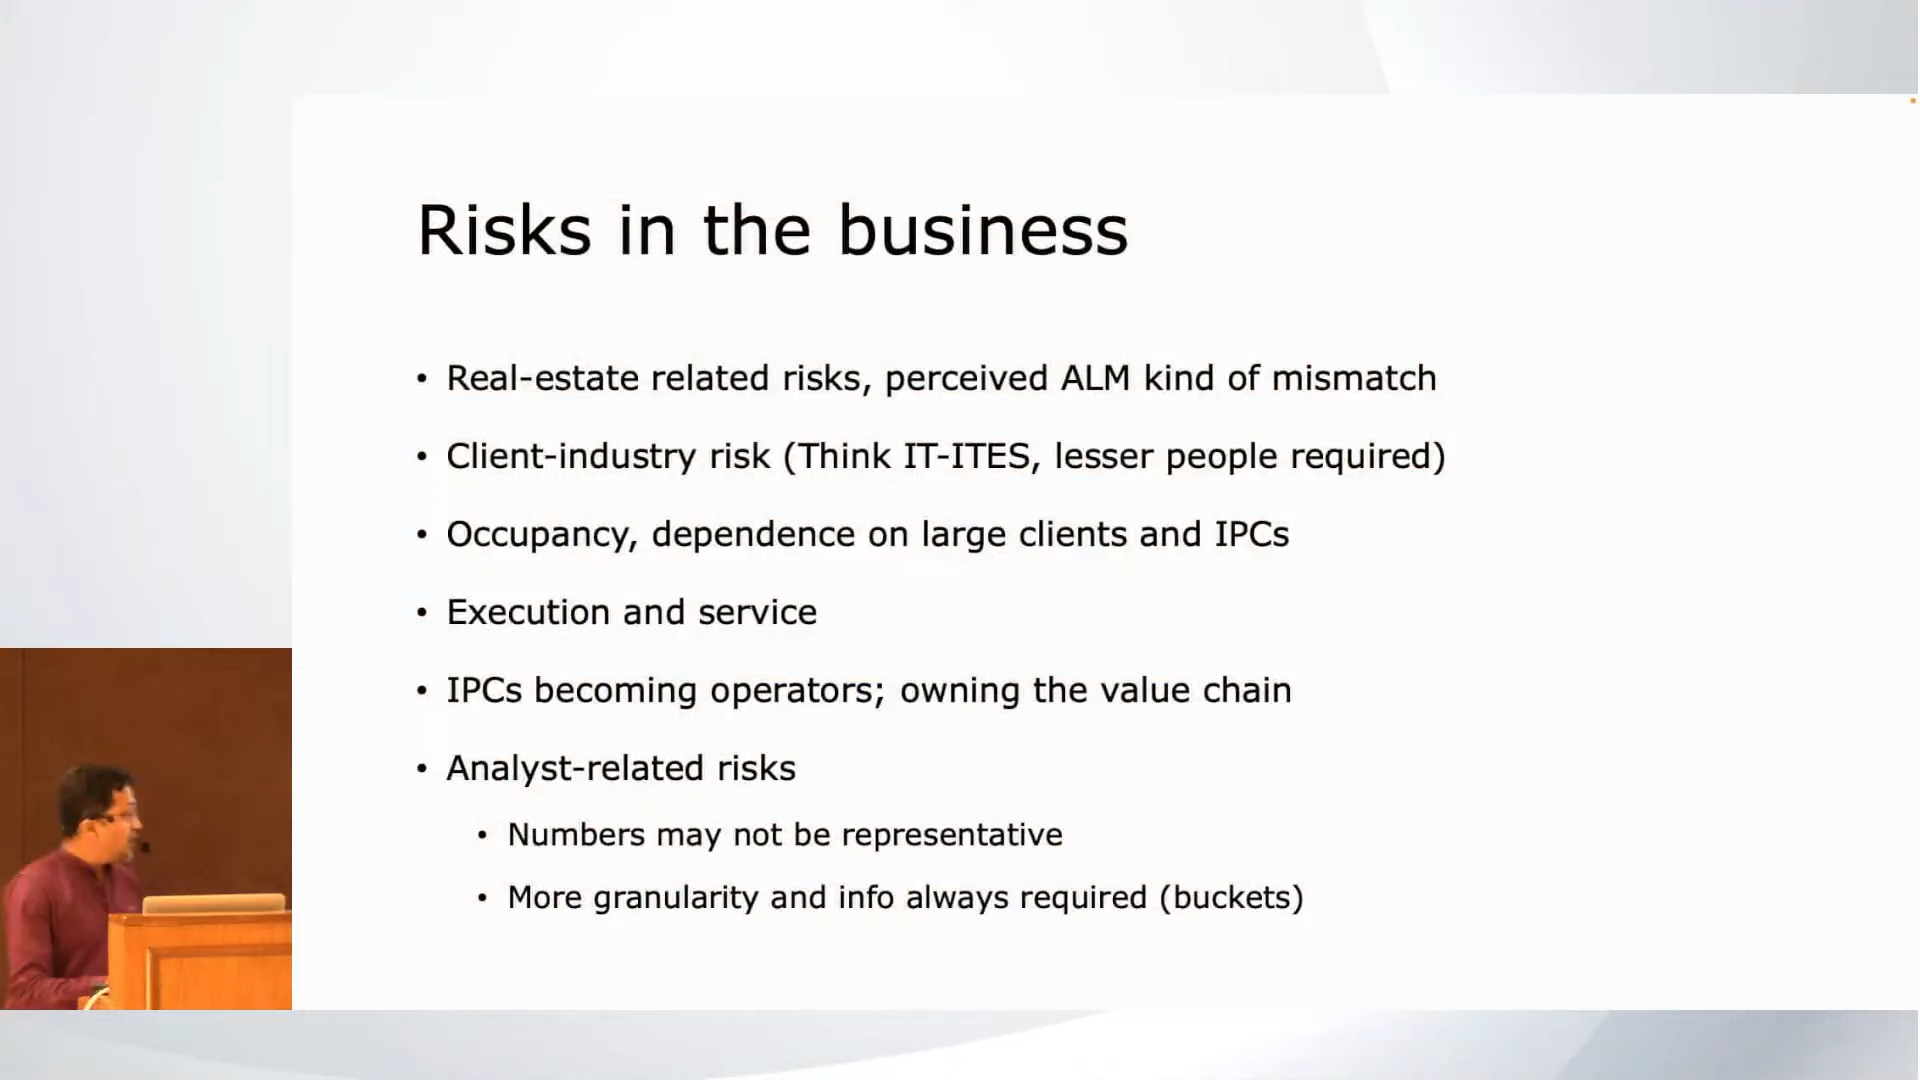 Risks in the business
• Real-estate related risks, perceived ALM kind of mismatch
• Client-industry risk (Think IT-ITES, lesser people required)
• Occupancy, dependence on large clients and IPCs
• Execution and service
• IPCs becoming operators; owning the value chain
• Analyst-related risks
• Numbers may not be representative
• More granularity and info always required (buckets)